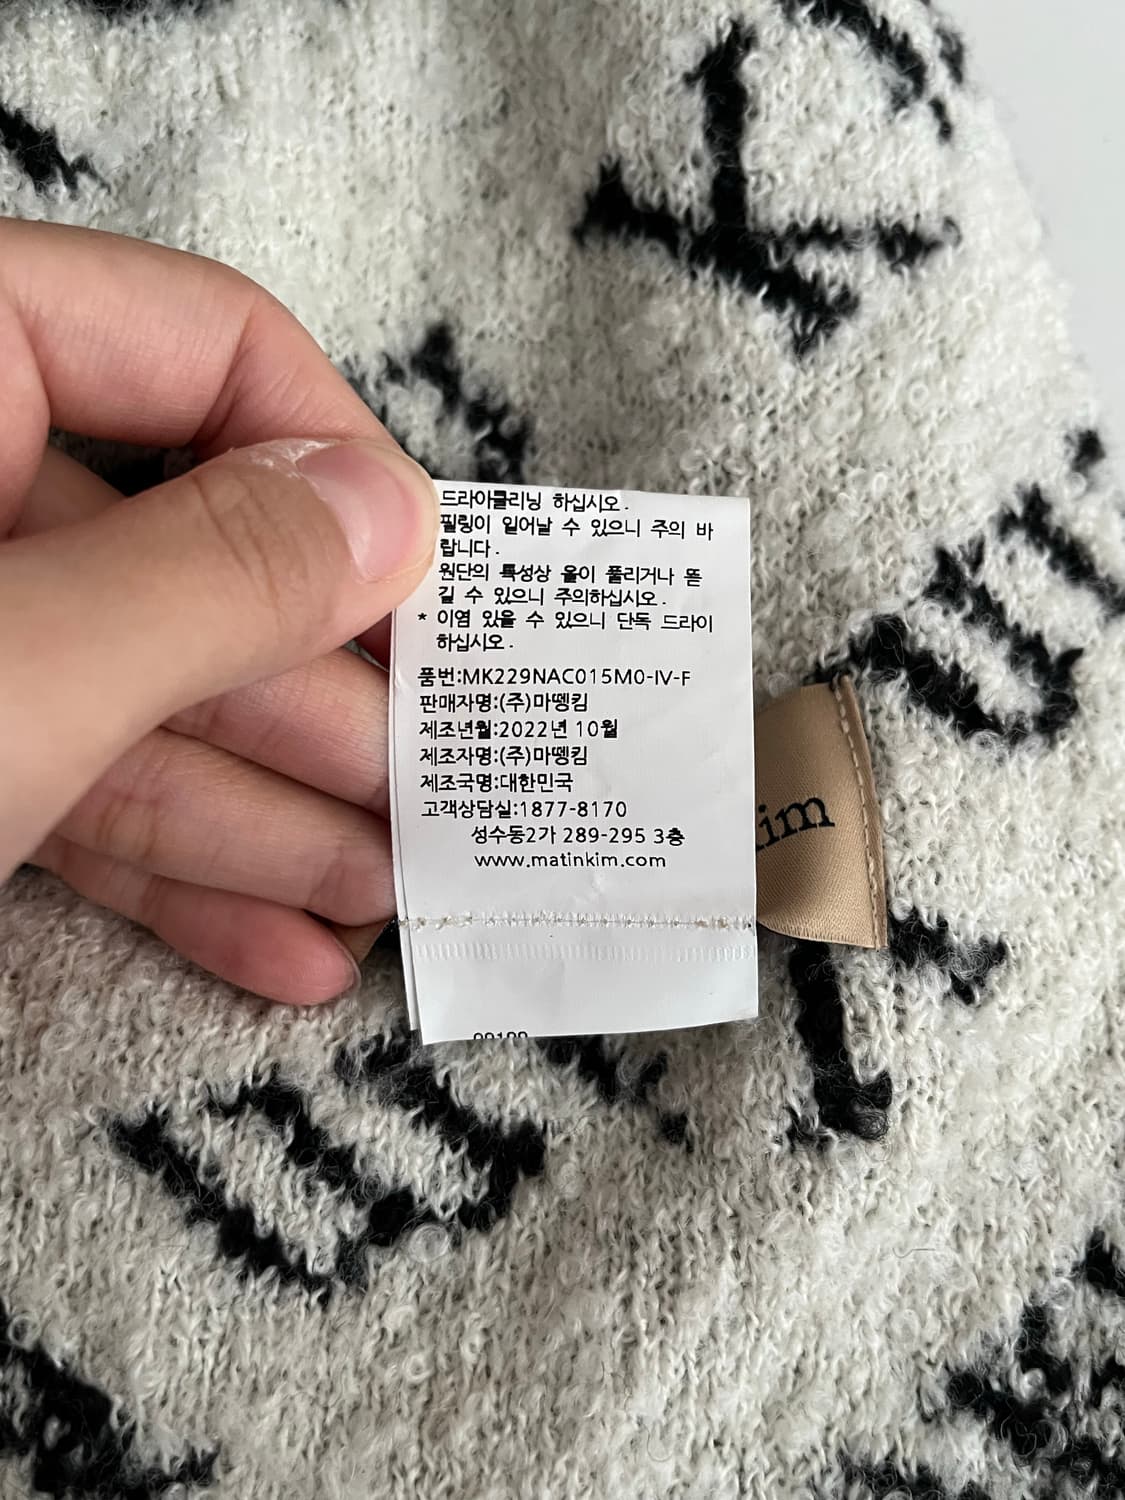 드라이클리닝 하십시오.
필링이 일어날 수 있으니 주의 바
랍니다.
원단의 특성상 올이 풀리거나 뜯
길 수 있으니 주의하십시오.
* 이염 있을 수 있으니 단독 드라이
하십시오.
품번:MK229NAC015M0-IV-F
판매자명:(주)마뗑킴
제조년월:2022년 10월
제조자명:(주)마뗑킴
제조국명:대한민국
고객상담실:1877-8170
성수동2가 289-295 3층
www.matinkim.com
kim